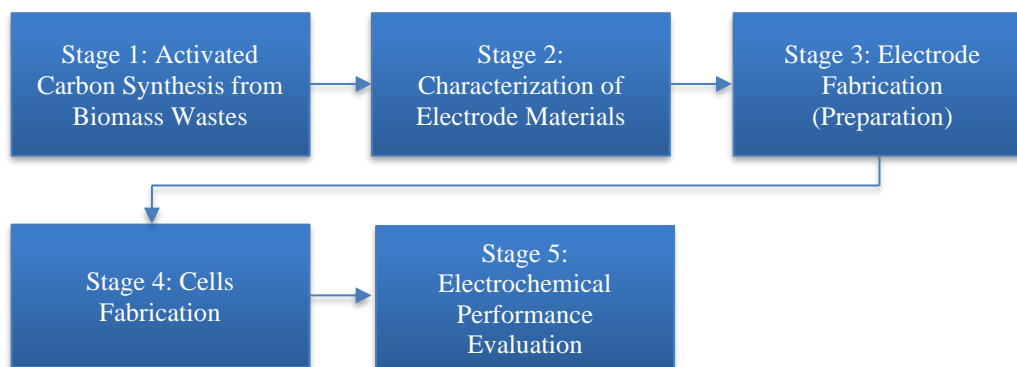 Stage 1: Activated
Carbon Synthesis from
Biomass Wastes
Stage 2:
Characterization of
Electrode Materials
Stage 3: Electrode
Fabrication
(Preparation)
Stage 4: Cells
Fabrication
Stage 5:
Electrochemical
Performance
Evaluation